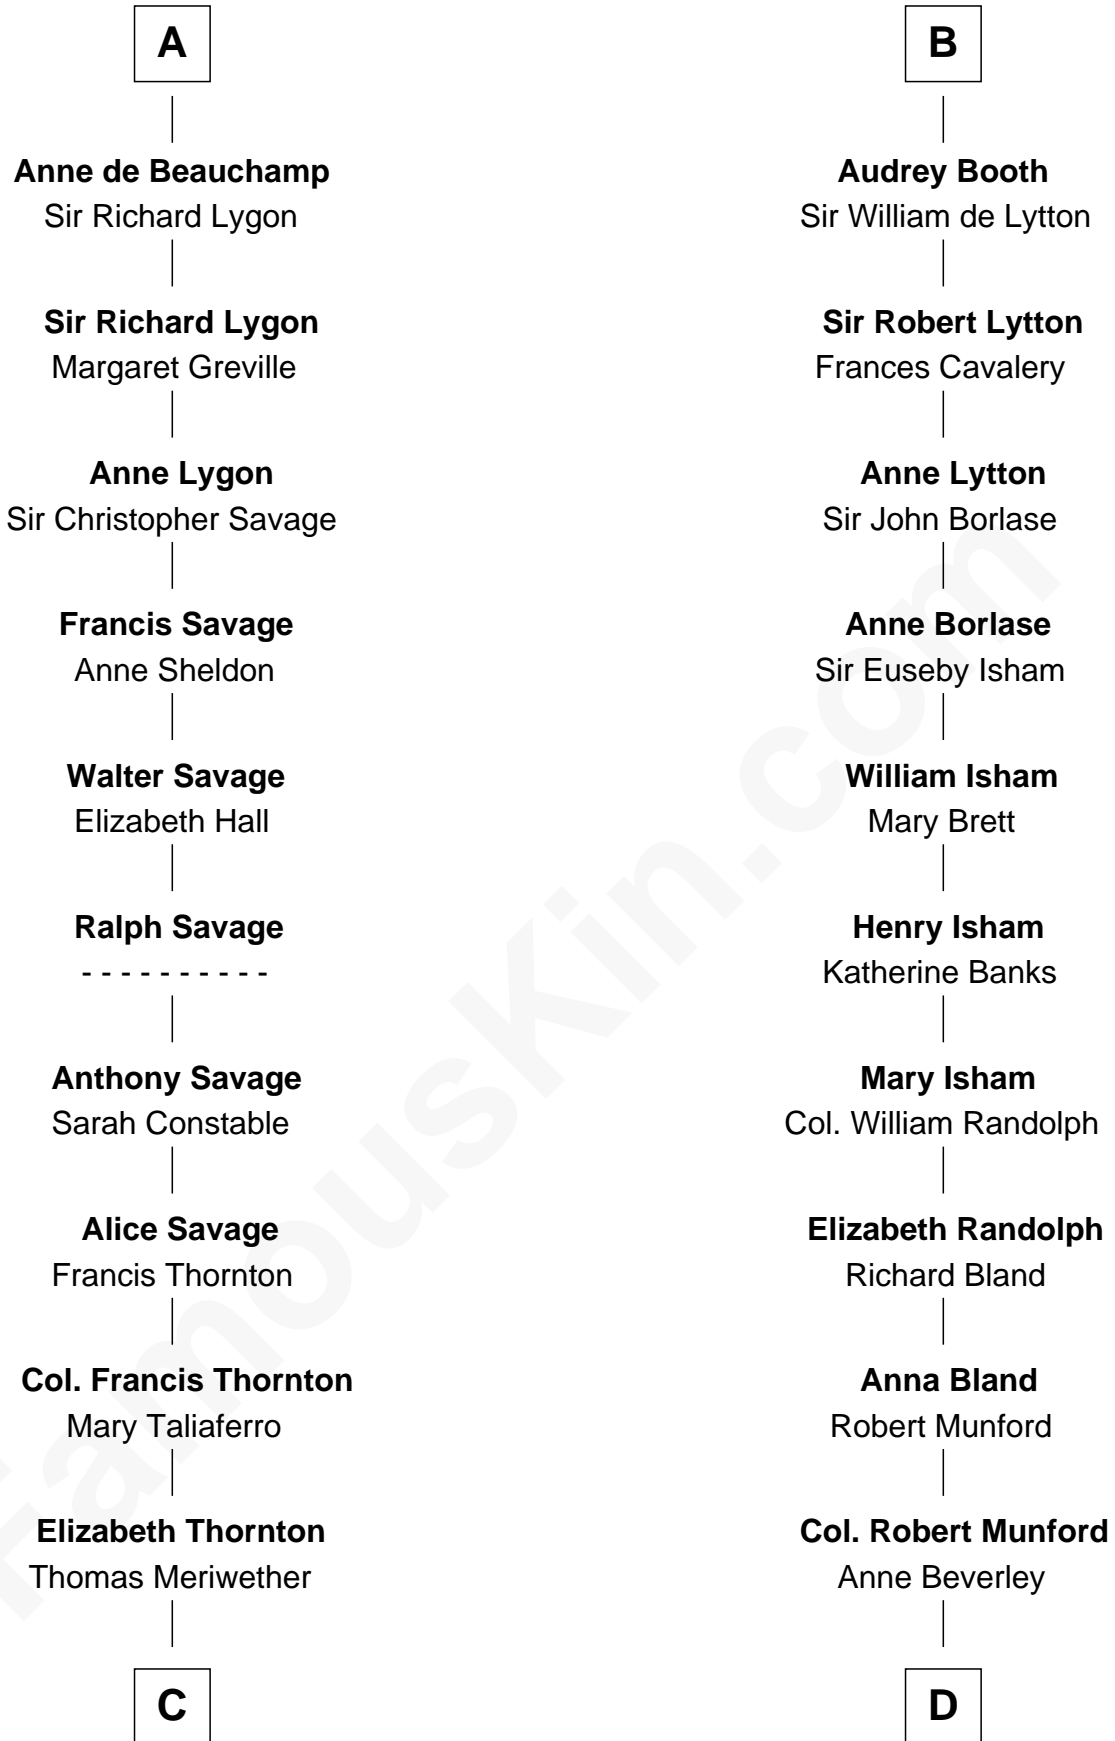 A
Anne de Beauchamp
Sir Richard Lygon
Sir Richard Lygon
Margaret Greville
Anne Lygon
Sir Christopher Savage
Francis Savage
Anne Sheldon
Walter Savage
Elizabeth Hall
Ralph Savage
- - - - - - - - - -
Anthony Savage
Sarah Constable
Alice Savage
Francis Thornton
Col. Francis Thornton
Mary Taliaferro
Elizabeth Thornton
Thomas Meriwether
C
B
Audrey Booth
Sir William de Lytton
Sir Robert Lytton
Frances Cavalery
Anne Lytton
Sir John Borlase
Anne Borlase
Sir Euseby Isham
William Isham
Mary Brett
Henry Isham
Katherine Banks
Mary Isham
Col. William Randolph
Elizabeth Randolph
Richard Bland
Anna Bland
Robert Munford
Col. Robert Munford
Anne Beverley
D
FamousKin.com